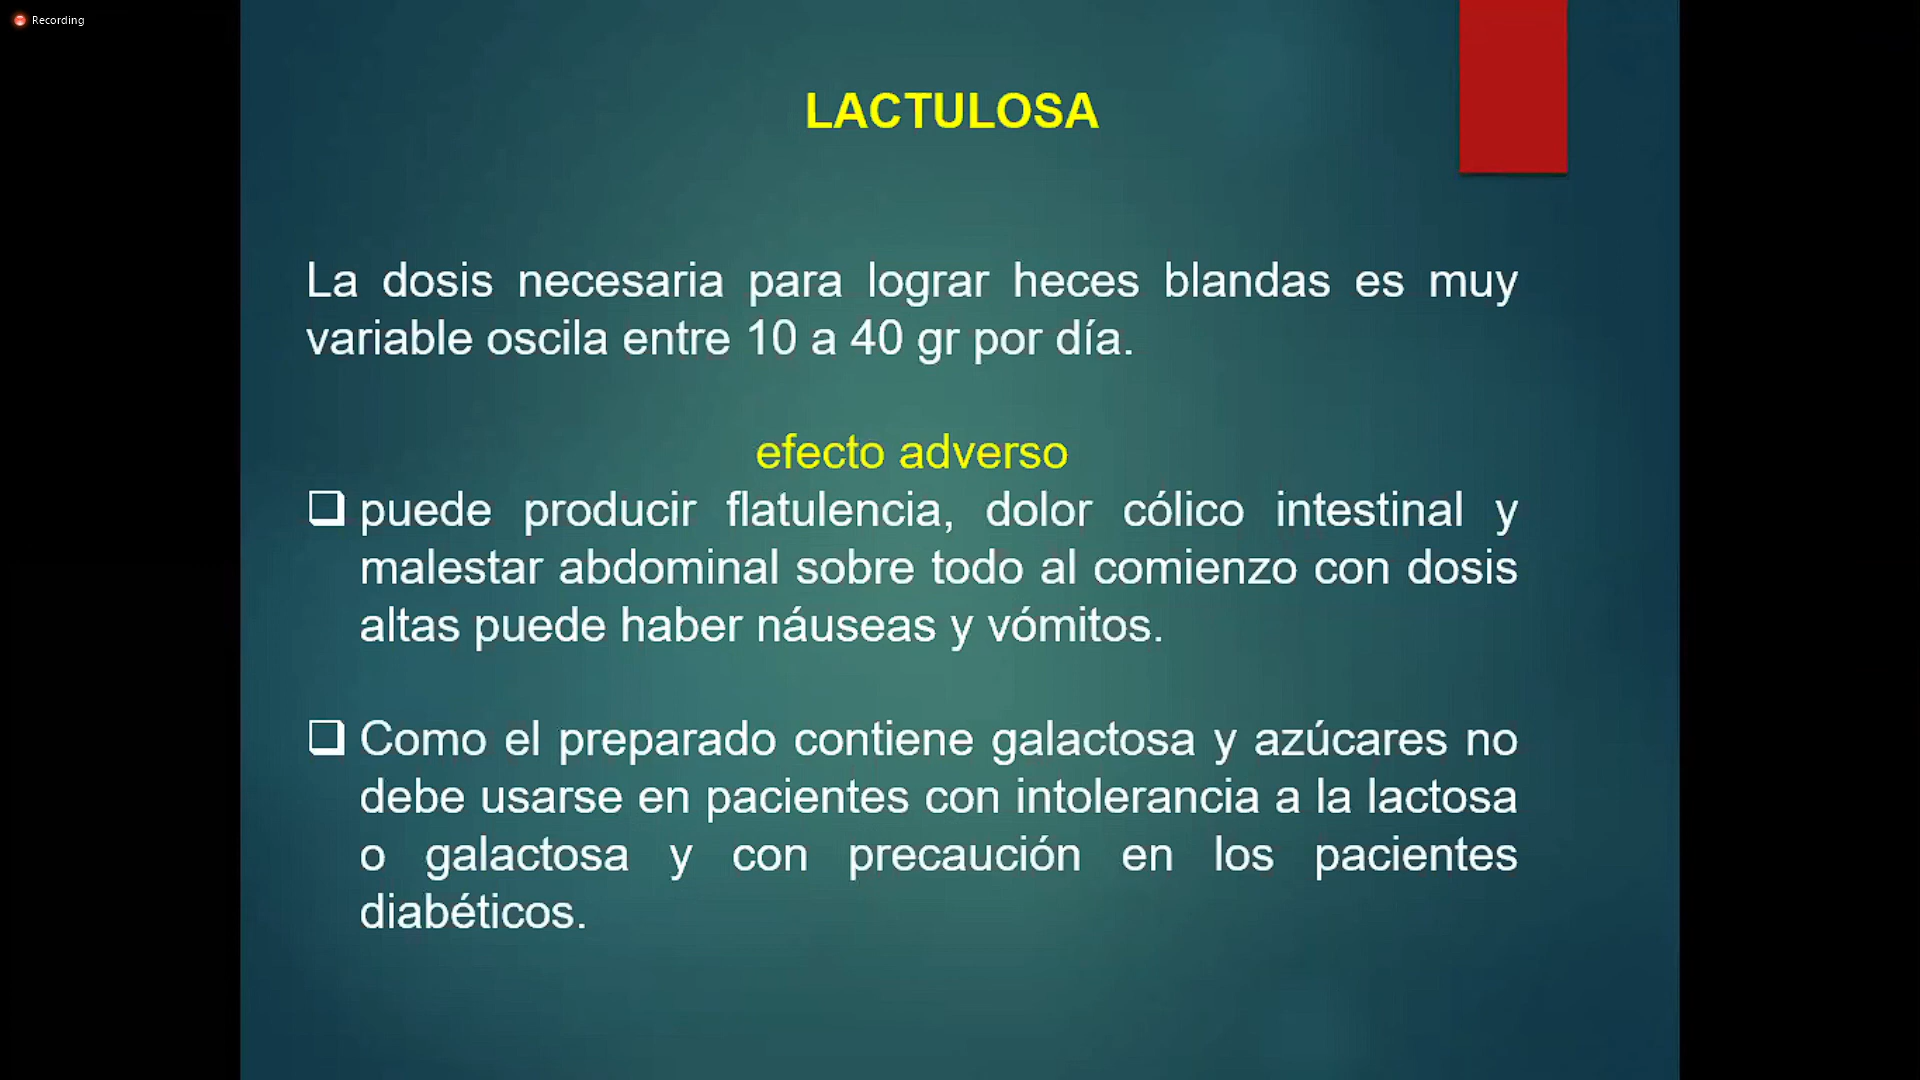 Recording
LACTULOSA
La dosis necesaria para lograr heces blandas es muy
variable oscila entre 10 a 40 gr por día.
efecto adverso
puede producir flatulencia, dolor cólico intestinal y
malestar abdominal sobre todo al comienzo con dosis
altas puede haber náuseas y vómitos.
Como el preparado contiene galactosa y azúcares no
debe usarse en pacientes con intolerancia a la lactosa
o galactosa y con precaución en los pacientes
diabéticos.